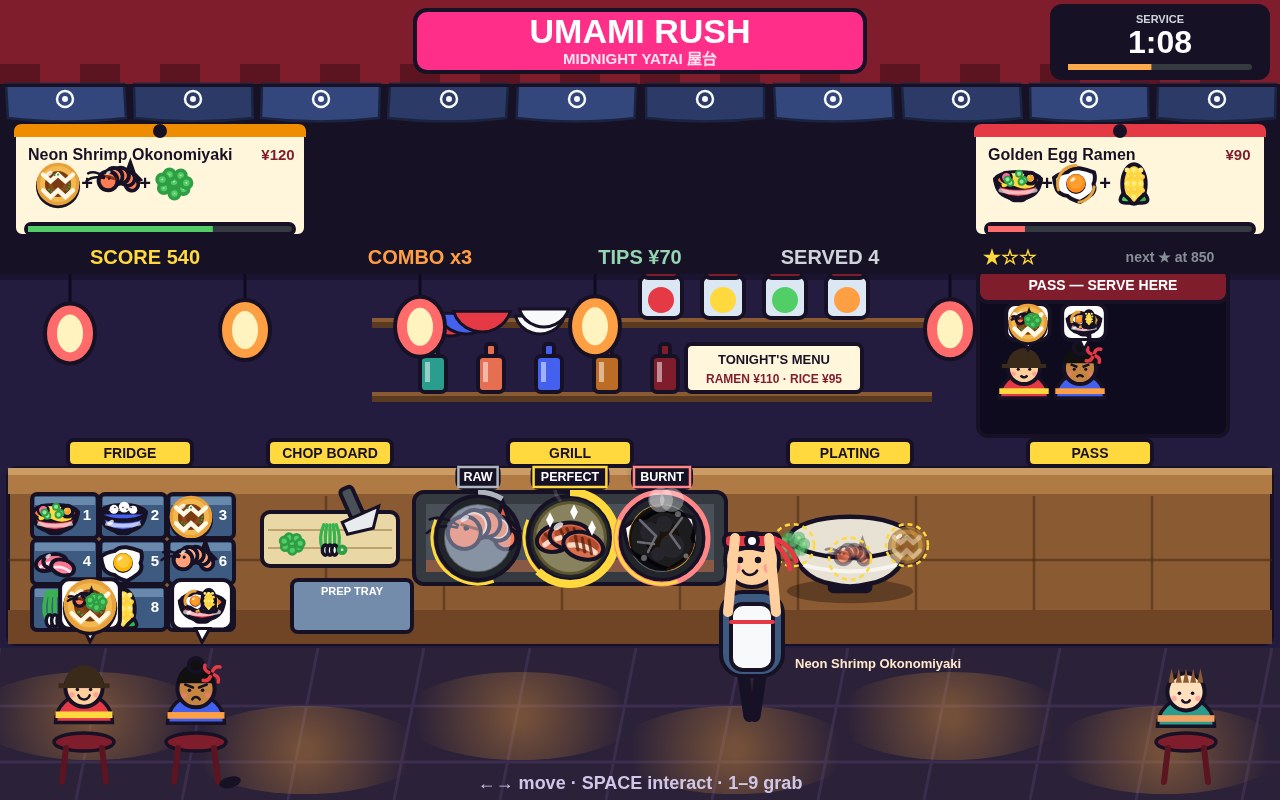 UMAMI RUSH
MIDNIGHT YATAI 屋台
SERVICE
1:08
Neon Shrimp Okonomiyaki ¥120
+ +
Golden Egg Ramen ¥90
+ +
SCORE 540
COMBO x3
TIPS ¥70
SERVED 4
★☆☆
next ★ at 850
PASS — SERVE HERE
TONIGHT'S MENU
RAMEN ¥110 · RICE ¥95
FRIDGE
CHOP BOARD
GRILL
PLATING
PASS
RAW
PERFECT
BURNT
1 2 3
4 5 6
8
PREP TRAY
Neon Shrimp Okonomiyaki
←→ move · SPACE interact · 1–9 grab